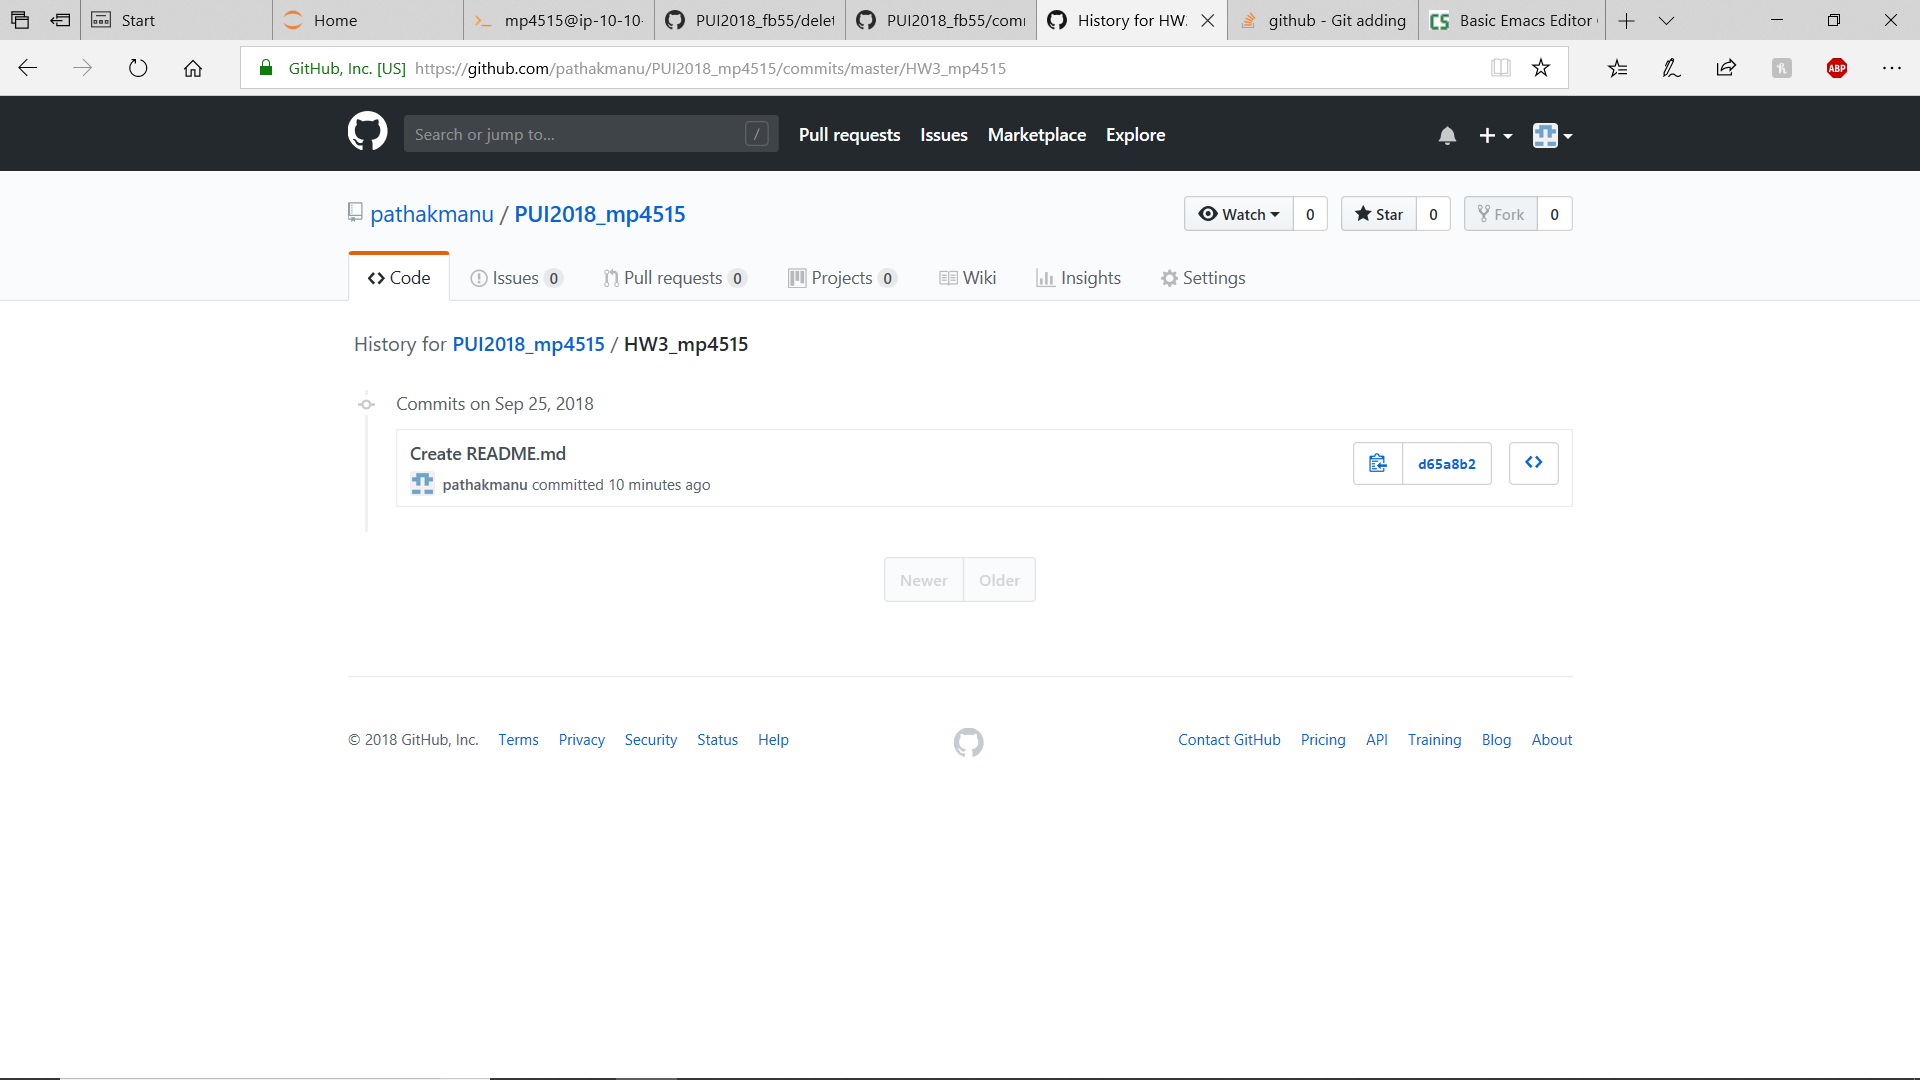 Start
Home
mp4515@ip-10-10-
PUI2018_fb55/delet
PUI2018_fb55/comm
History for HW
github - Git adding
Basic Emacs Editor
GitHub, Inc. [US] https://github.com/pathakmanu/PUI2018_mp4515/commits/master/HW3_mp4515
ABP
Search or jump to... /
Pull requests Issues Marketplace Explore
pathakmanu / PUI2018_mp4515
Watch 0 Star 0 Fork 0
Code Issues 0 Pull requests 0 Projects 0 Wiki Insights Settings
History for PUI2018_mp4515 / HW3_mp4515
Commits on Sep 25, 2018
Create README.md
d65a8b2
pathakmanu committed 10 minutes ago
Newer Older
© 2018 GitHub, Inc. Terms Privacy Security Status Help
Contact GitHub Pricing API Training Blog About